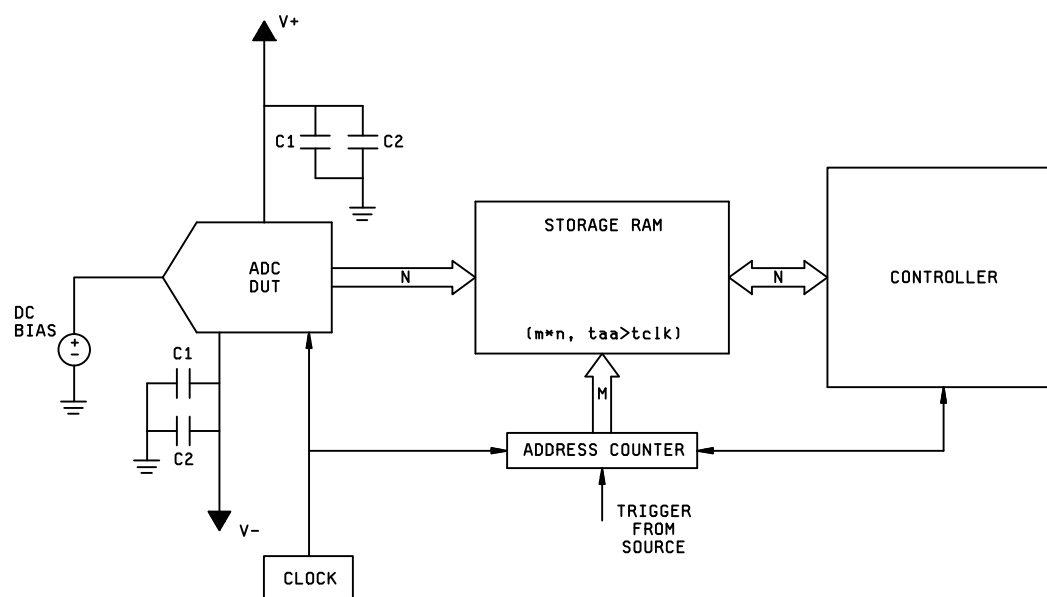 V+
C1
C2
STORAGE RAM
ADC
DUT
N
N
CONTROLLER
DC
BIAS
+
-
(m*n, taa>tclk)
C1
M
C2
ADDRESS COUNTER
V-
TRIGGER
FROM
SOURCE
CLOCK